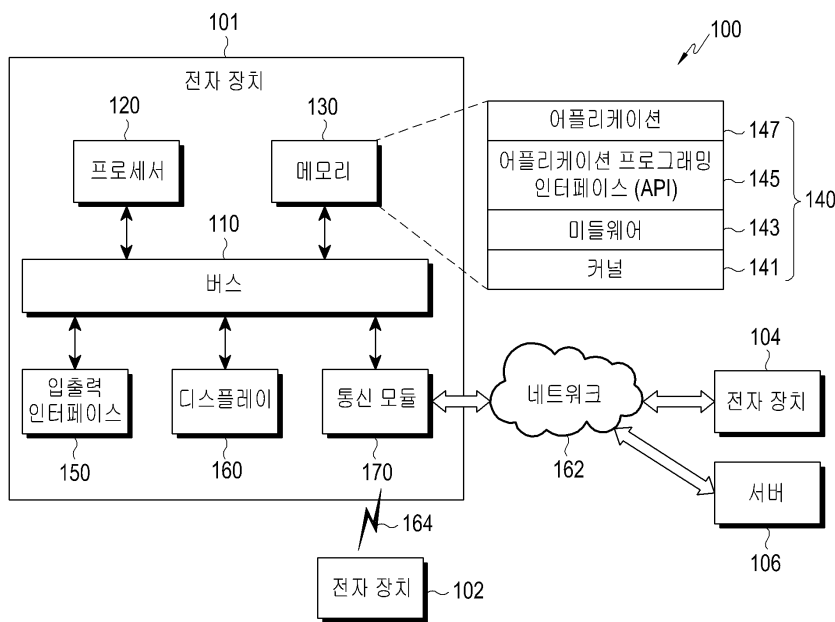 101
100
전자 장치
120
130
프로세서
메모리
어플리케이션
147
어플리케이션 프로그래밍
인터페이스 (API)
145
140
미들웨어
143
커널
141
110
버스
입출력
인터페이스
디스플레이
통신 모듈
150
160
170
네트워크
162
104
전자 장치
서버
106
164
전자 장치
102